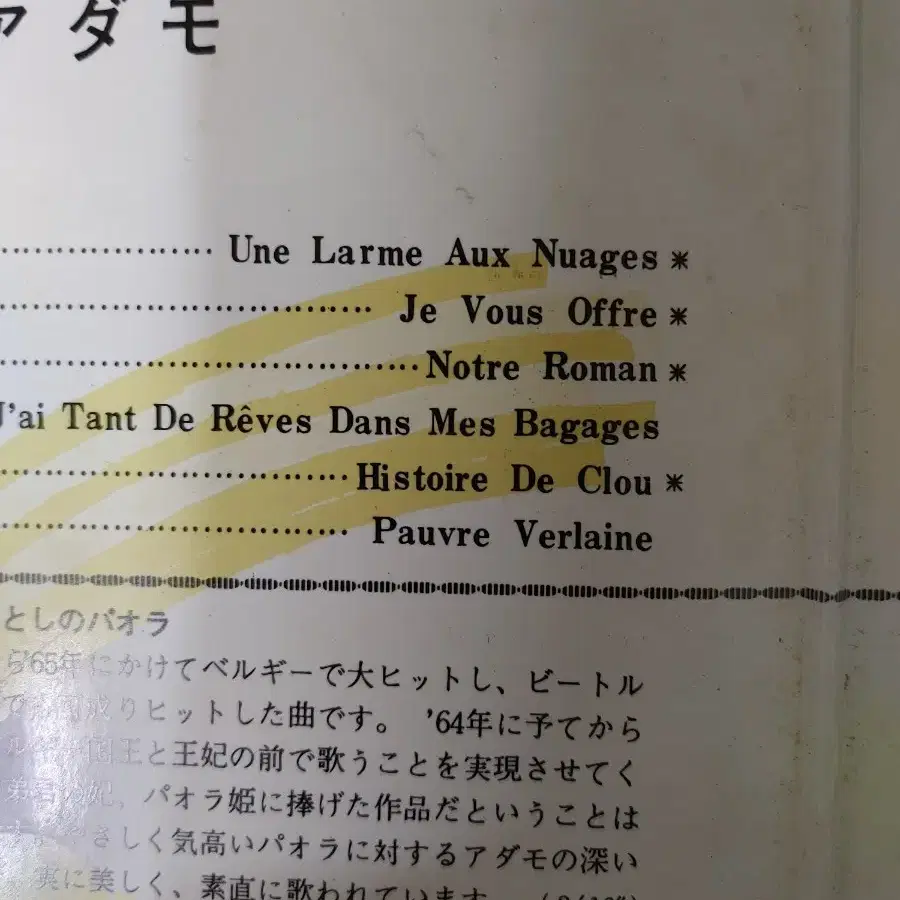 アダモ
Une Larme Aux Nuages *
Je Vous Offre *
Notre Roman *
J'ai Tant De Rêves Dans Mes Bagages
Histoire De Clou *
Pauvre Verlaine
としのパオラ
ら'65年にかけてベルギーで大ヒットし、ビートル
成りヒットした曲です。 '64年に予てから
国王と王妃の前で歌うことを実現させてく
妃、パオラ姫に捧げた作品だということは
さしく気高いパオラに対するアダモの深い
実に美しく、素直に歌われています。